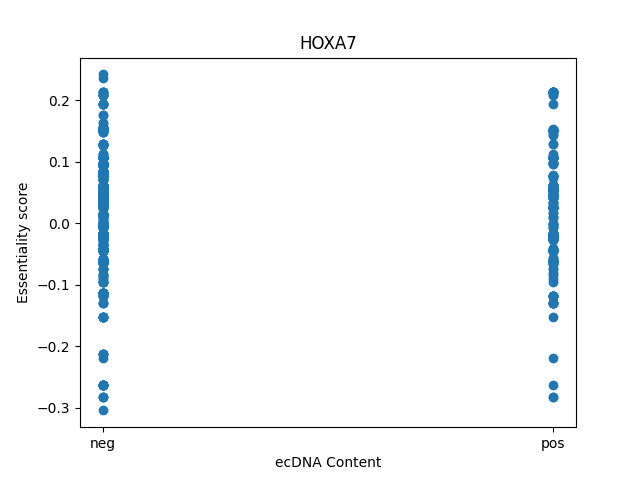 HOXA7
Essentiality score
0.2
0.1
0.0
−0.1
−0.2
−0.3
neg
pos
ecDNA Content